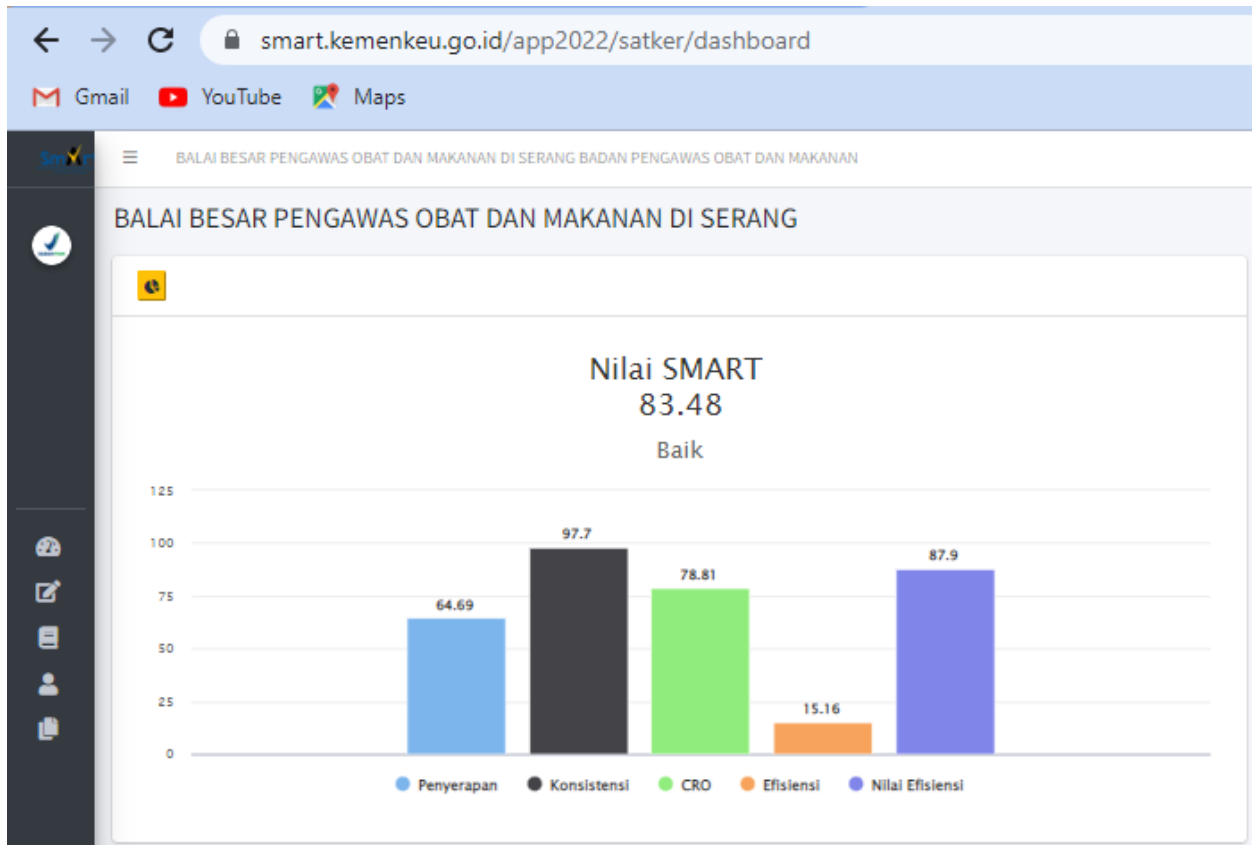 smart.kemenkeu.go.id/app2022/satker/dashboard
Gmail YouTube Maps
BALAI BESAR PENGAWAS OBAT DAN MAKANAN DI SERANG BADAN PENGAWAS OBAT DAN MAKANAN
BALAI BESAR PENGAWAS OBAT DAN MAKANAN DI SERANG
Nilai SMART
83.48
Baik
125
100
75
50
25
0
64.69
97.7
78.81
15.16
87.9
Penyerapan Konsistensi CRO Efisiensi Nilai Efisiensi